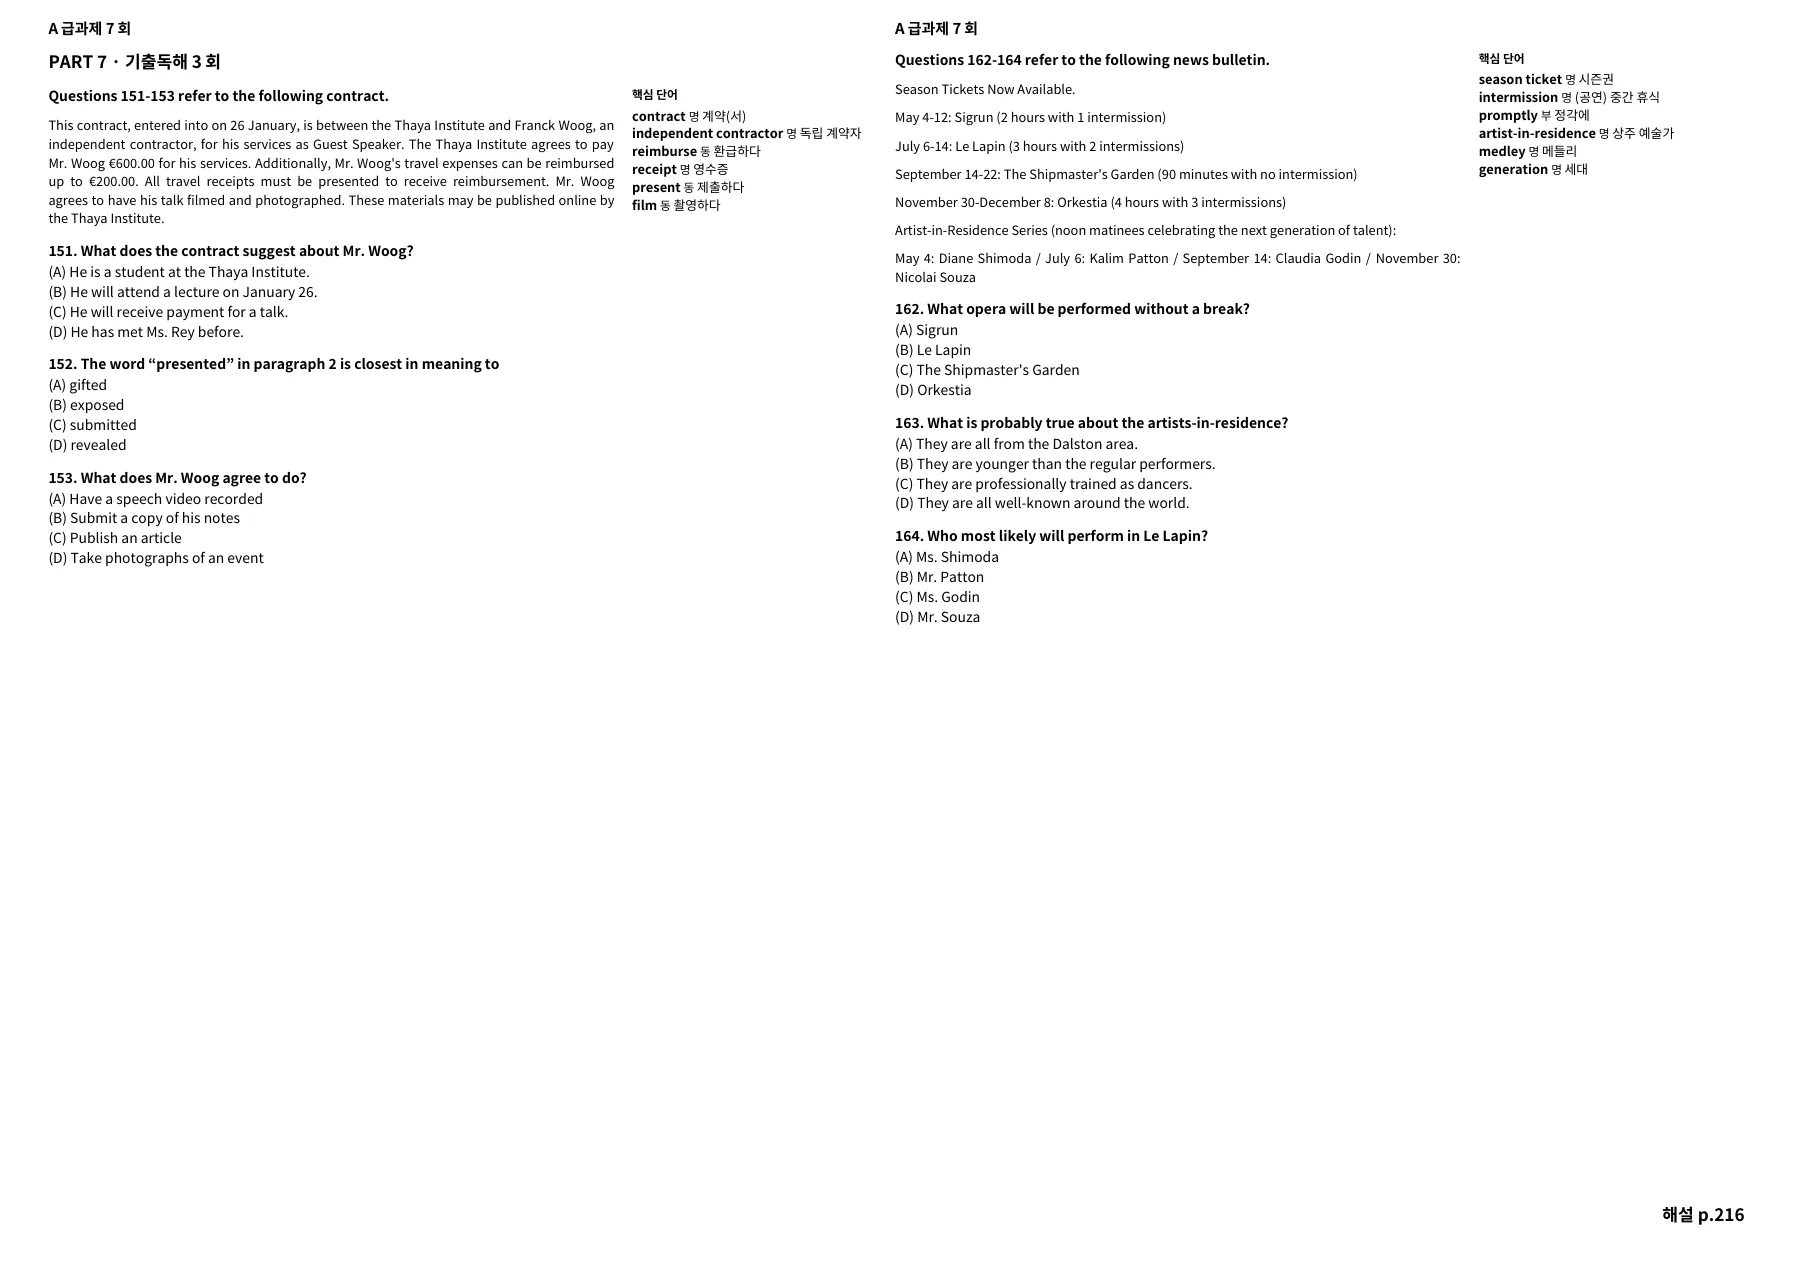 A 급과제 7 회
PART 7 · 기출독해 3 회
Questions 151-153 refer to the following contract.
This contract, entered into on 26 January, is between the Thaya Institute and Franck Woog, an
independent contractor, for his services as Guest Speaker. The Thaya Institute agrees to pay
Mr. Woog €600.00 for his services. Additionally, Mr. Woog's travel expenses can be reimbursed
up to €200.00. All travel receipts must be presented to receive reimbursement. Mr. Woog
agrees to have his talk filmed and photographed. These materials may be published online by
the Thaya Institute.
핵심 단어
contract 명 계약(서)
independent contractor 명 독립 계약자
reimburse 동 환급하다
receipt 명 영수증
present 동 제출하다
film 동 촬영하다
151. What does the contract suggest about Mr. Woog?
(A) He is a student at the Thaya Institute.
(B) He will attend a lecture on January 26.
(C) He will receive payment for a talk.
(D) He has met Ms. Rey before.
152. The word “presented” in paragraph 2 is closest in meaning to
(A) gifted
(B) exposed
(C) submitted
(D) revealed
153. What does Mr. Woog agree to do?
(A) Have a speech video recorded
(B) Submit a copy of his notes
(C) Publish an article
(D) Take photographs of an event
A 급과제 7 회
Questions 162-164 refer to the following news bulletin.
Season Tickets Now Available.
May 4-12: Sigrun (2 hours with 1 intermission)
July 6-14: Le Lapin (3 hours with 2 intermissions)
September 14-22: The Shipmaster's Garden (90 minutes with no intermission)
November 30-December 8: Orkestia (4 hours with 3 intermissions)
Artist-in-Residence Series (noon matinees celebrating the next generation of talent):
May 4: Diane Shimoda / July 6: Kalim Patton / September 14: Claudia Godin / November 30:
Nicolai Souza
핵심 단어
season ticket 명 시즌권
intermission 명 (공연) 중간 휴식
promptly 부 정각에
artist-in-residence 명 상주 예술가
medley 명 메들리
generation 명 세대
162. What opera will be performed without a break?
(A) Sigrun
(B) Le Lapin
(C) The Shipmaster's Garden
(D) Orkestia
163. What is probably true about the artists-in-residence?
(A) They are all from the Dalston area.
(B) They are younger than the regular performers.
(C) They are professionally trained as dancers.
(D) They are all well-known around the world.
164. Who most likely will perform in Le Lapin?
(A) Ms. Shimoda
(B) Mr. Patton
(C) Ms. Godin
(D) Mr. Souza
해설 p.216